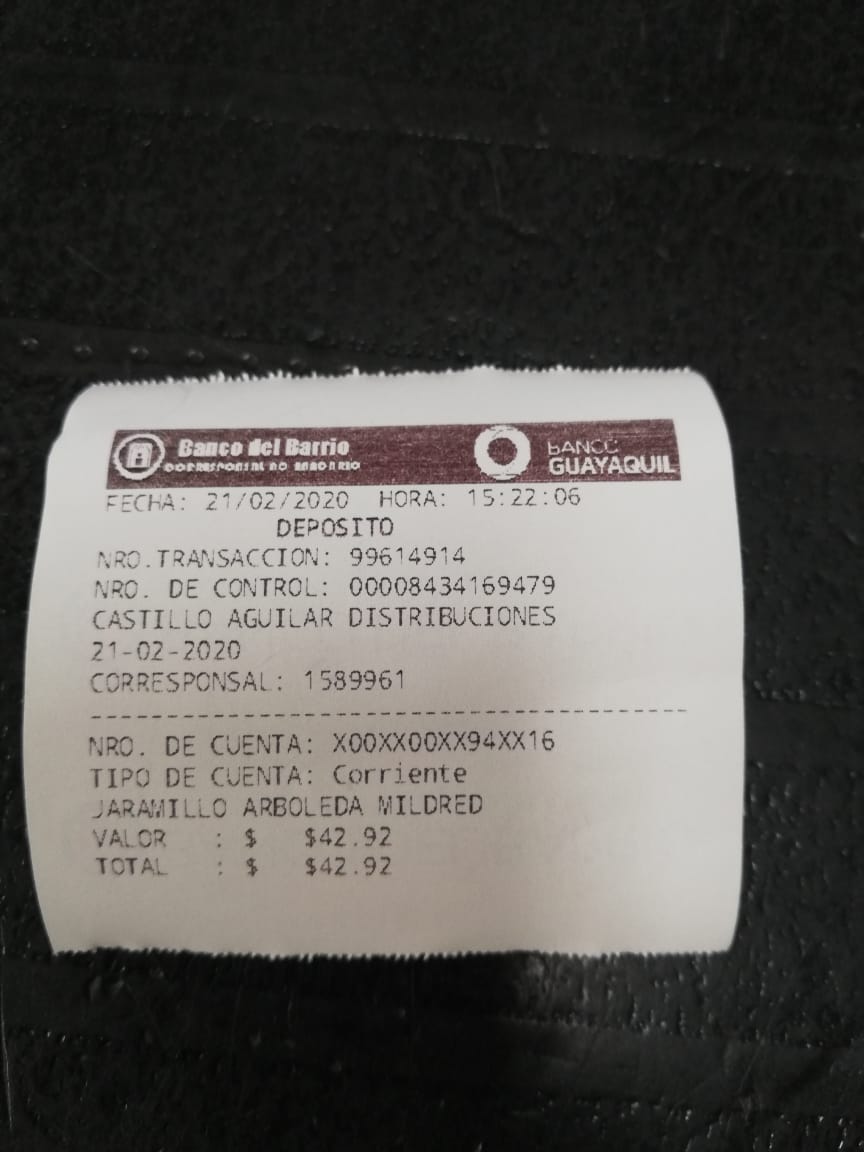 Banco del Barrio
CORRESPONSAL NO BANCARIO
BANCO
GUAYAQUIL
FECHA: 21/02/2020 HORA: 15:22:06
DEPOSITO
NRO.TRANSACCION: 99614914
NRO. DE CONTROL: 00008434169479
CASTILLO AGUILAR DISTRIBUCIONES
21-02-2020
CORRESPONSAL: 1589961
----------------------------------------
NRO. DE CUENTA: X00XX00XX94XX16
TIPO DE CUENTA: Corriente
JARAMILLO ARBOLEDA MILDRED
VALOR : $ $42.92
TOTAL : $ $42.92